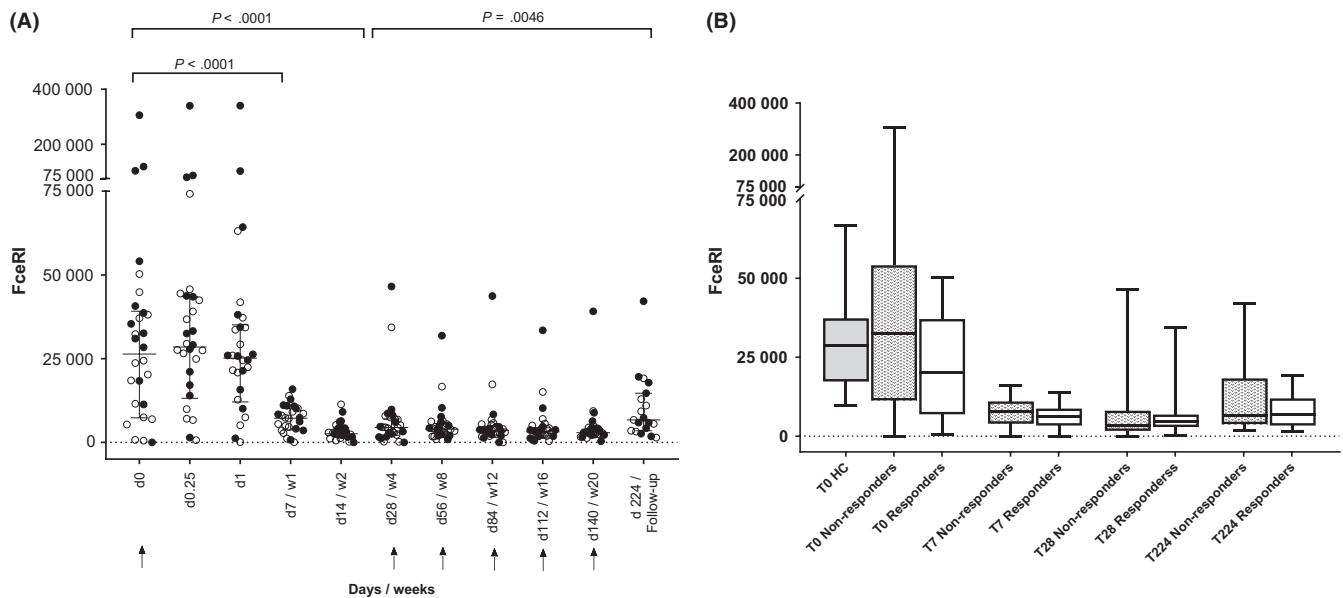 (A)
P < .0001
P = .0046
P < .0001
400 000
200 000
75 000
75 000
50 000
25 000
0
FceRI
d0
d0.25
d1
d7 / w1
d14 / w2
d28 / w4
d56 / w8
d84 / w12
d112 / w16
d140 / w20
d 224 /
Follow-up
Days / weeks
(B)
400 000
200 000
75 000
75 000
50 000
25 000
0
FceRI
T0 HC
T0 Non-responders
T0 Responders
T7 Non-responders
T7 Responders
T28 Non-responders
T28 Responderss
T224 Non-responders
T224 Responders